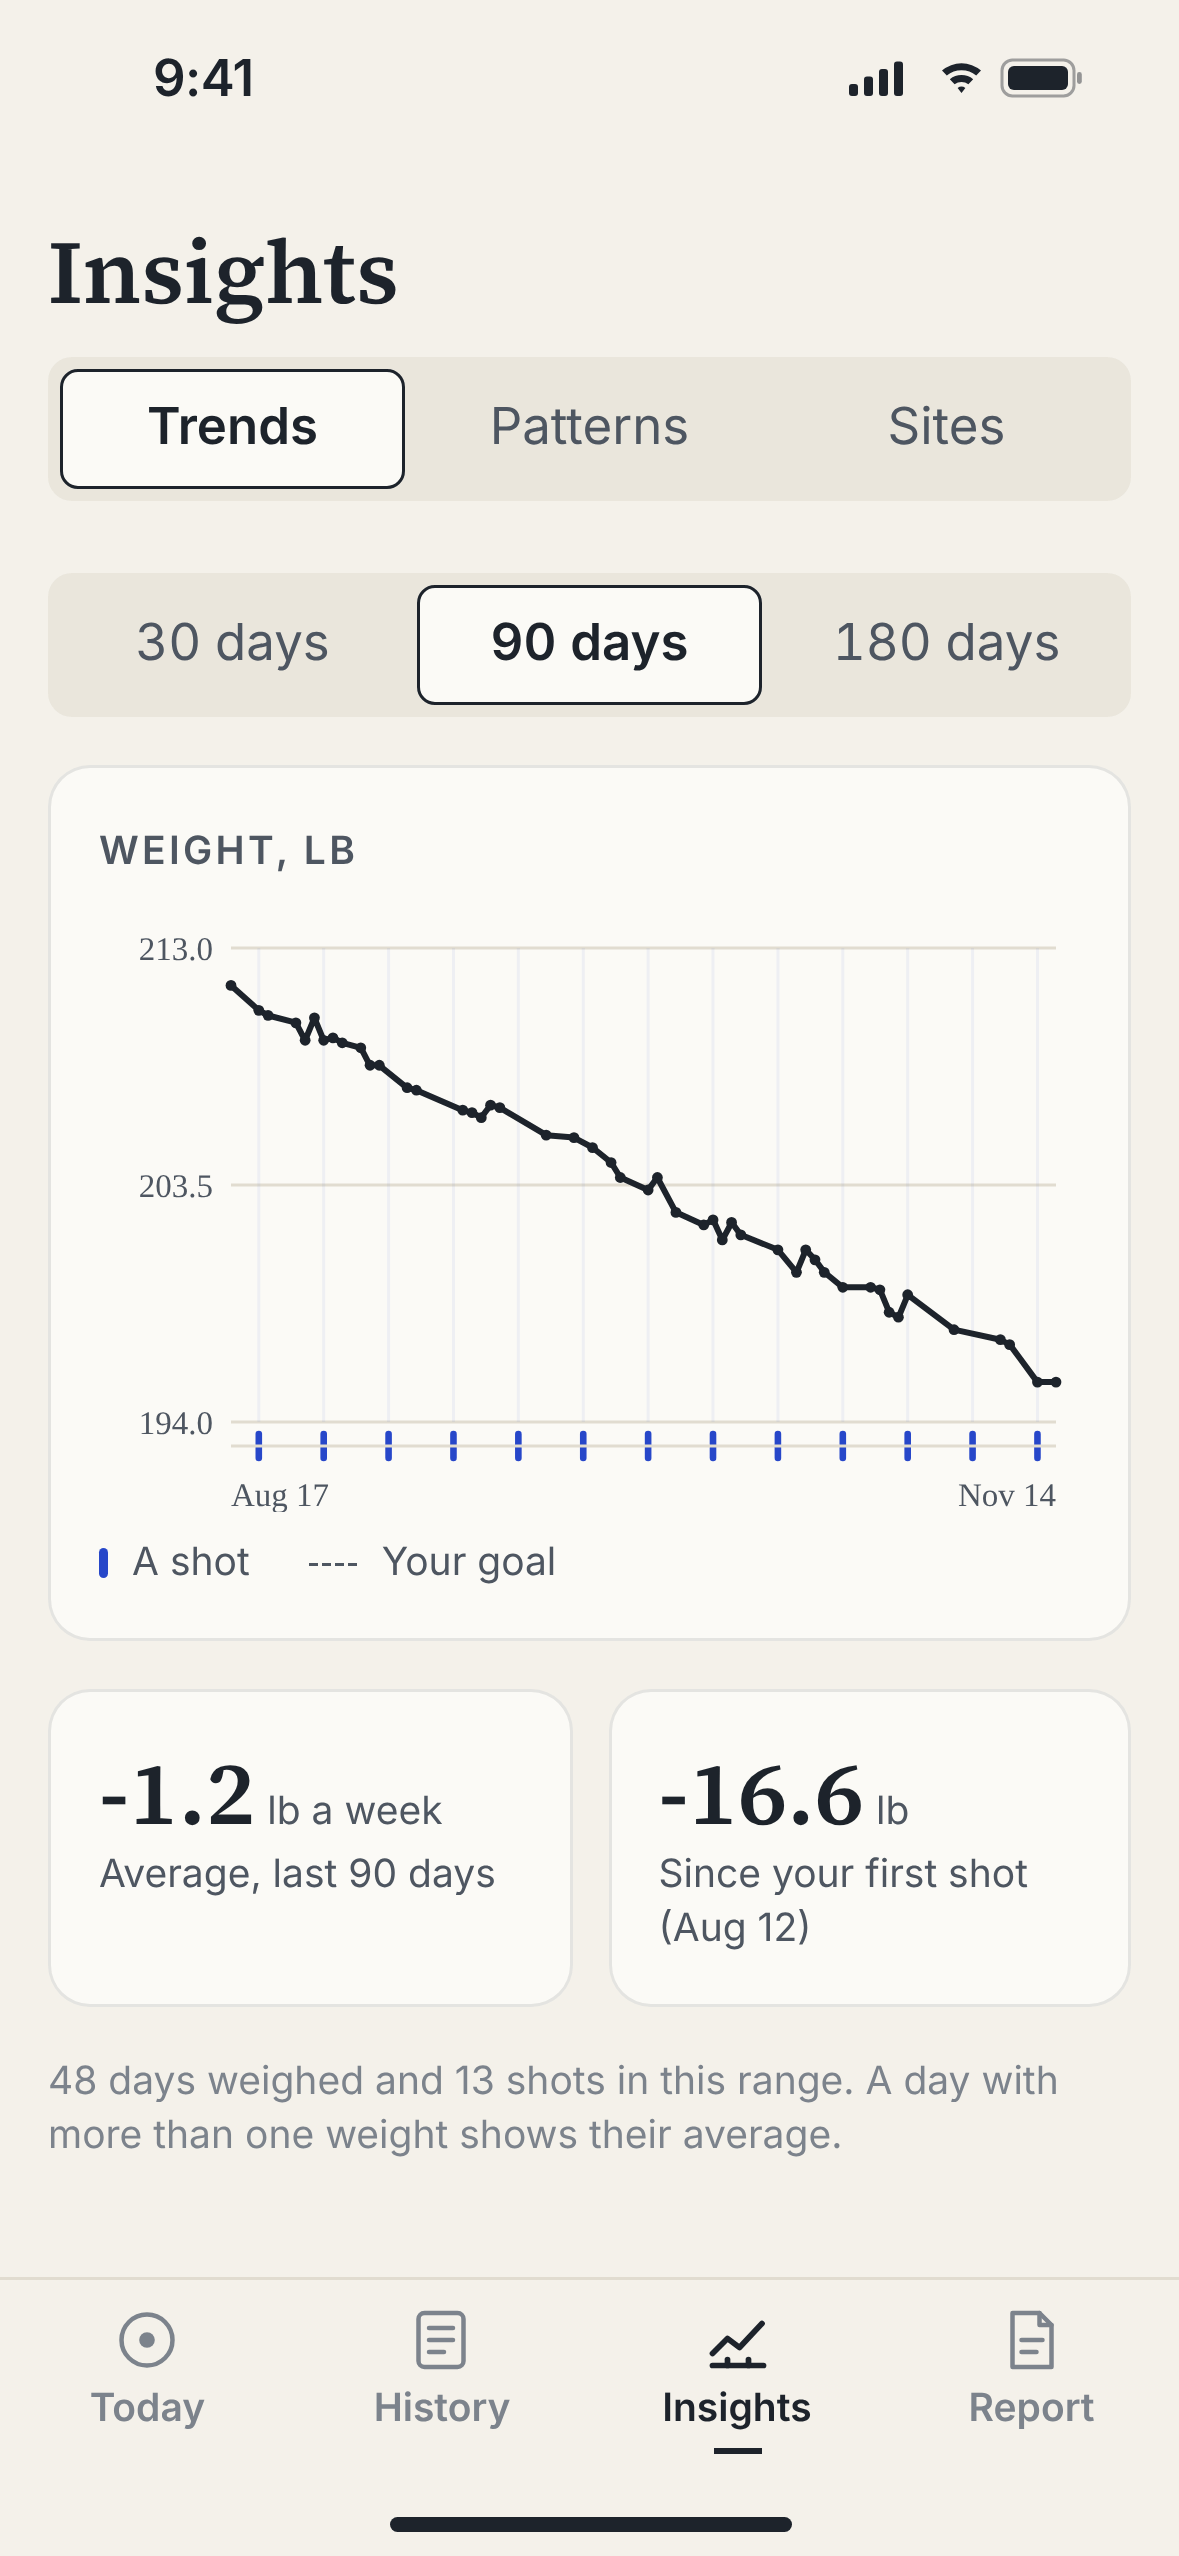 9:41
Insights
Trends Patterns Sites
30 days 90 days 180 days
WEIGHT, LB
213.0
203.5
194.0
Aug 17 Nov 14
A shot Your goal
-1.2 lb a week
Average, last 90 days
-16.6 lb
Since your first shot
(Aug 12)
48 days weighed and 13 shots in this range. A day with
more than one weight shows their average.
Today History Insights Report